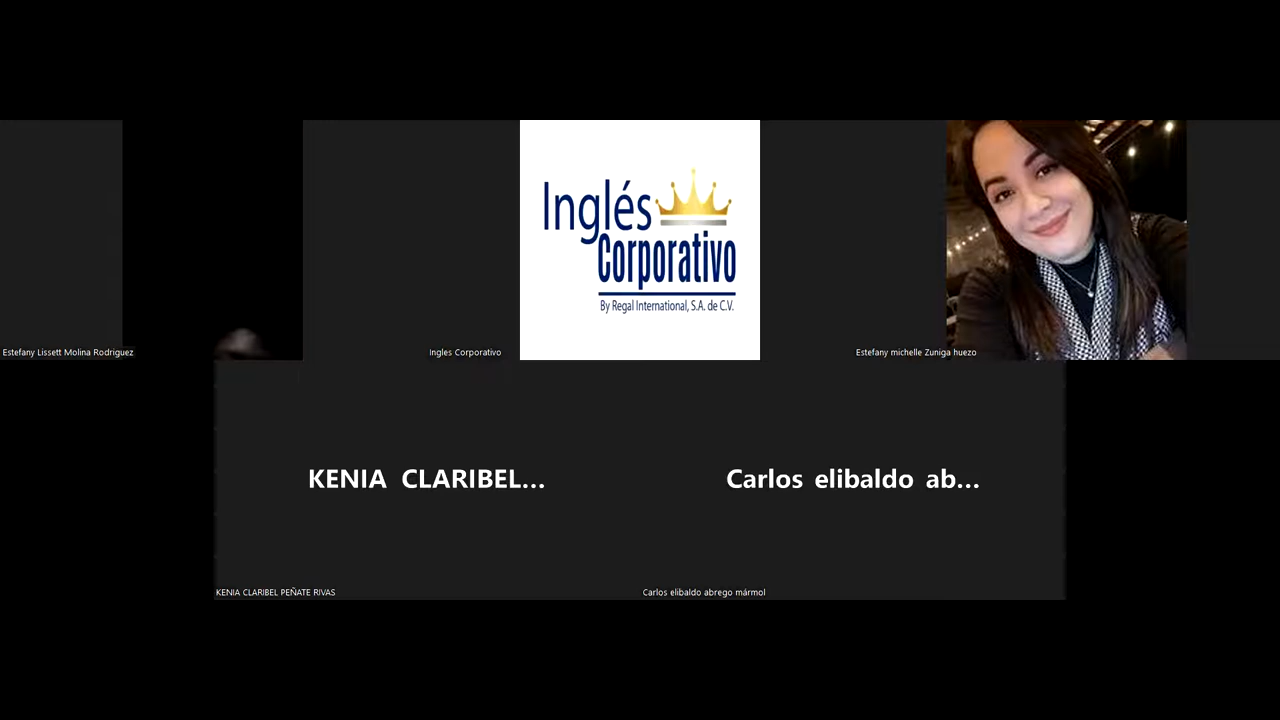 Inglés
Corporativo
By Regal International, S.A. de C.V.
Estefany Lissett Molina Rodriguez
Ingles Corporativo
Estefany michelle Zuniga huezo
KENIA CLARIBEL...
Carlos elibaldo ab...
KENIA CLARIBEL PEÑATE RIVAS
Carlos elibaldo abrego mármol